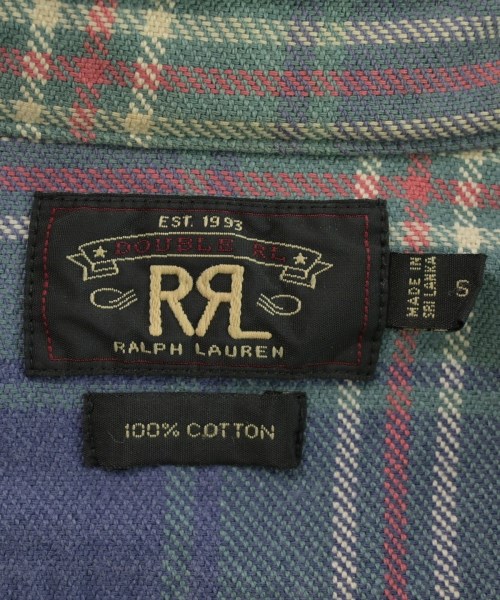 EST. 1993
DOUBLE RL
RRL
RALPH LAUREN
MADE IN
SRI LANKA
S
100% COTTON